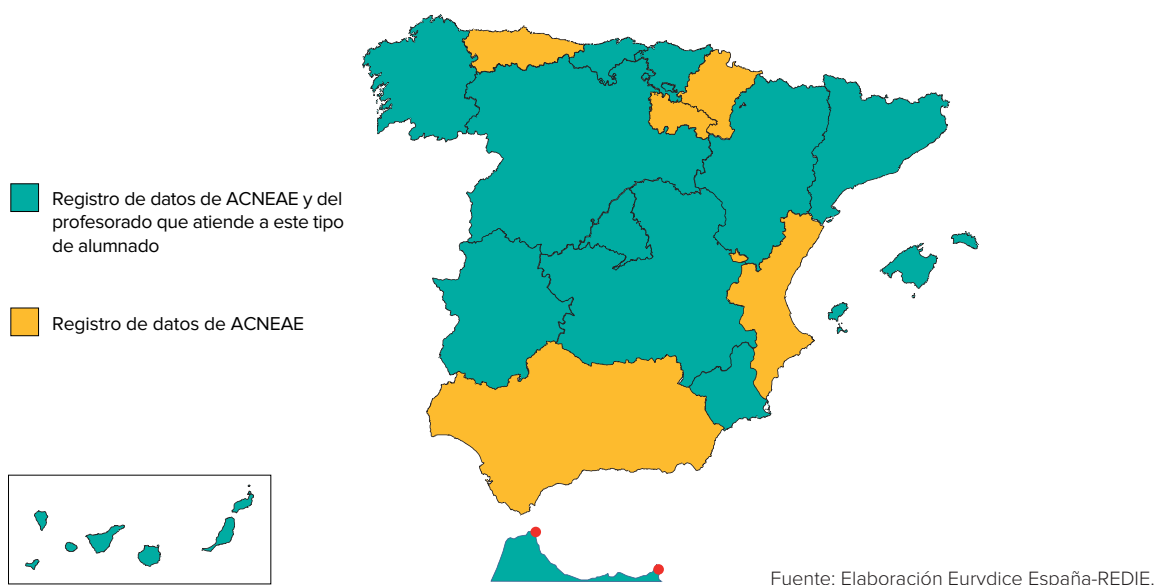 Registro de datos de ACNEAE y del
profesorado que atiende a este tipo
de alumnado
Registro de datos de ACNEAE
Fuente: Elaboración Eurydice España-REDIE.